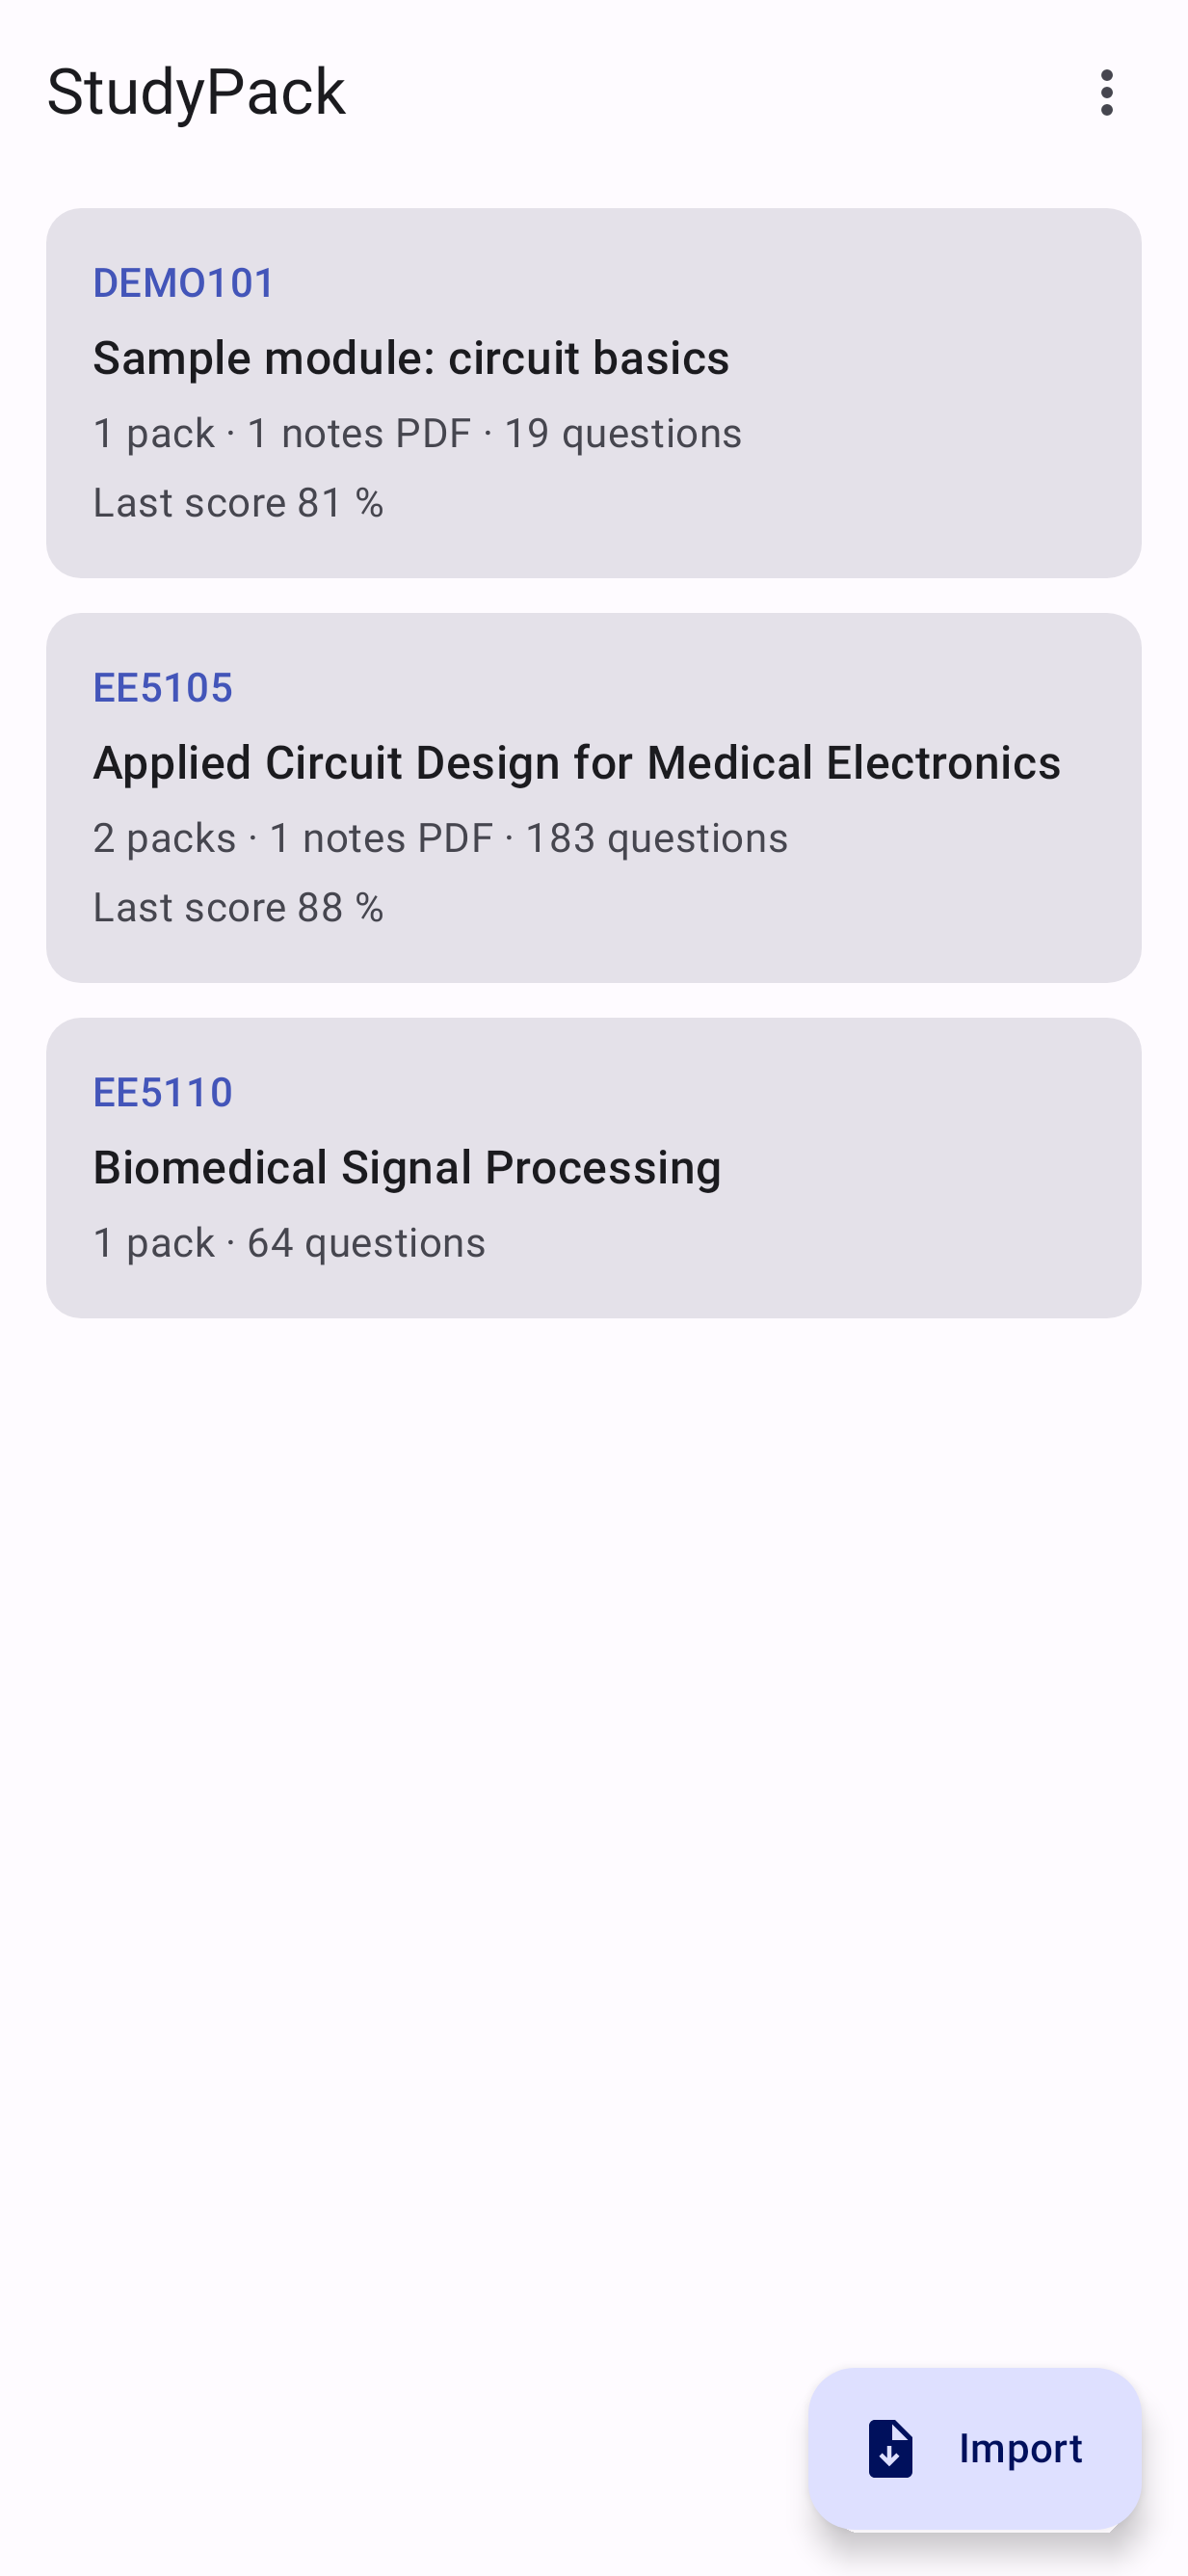 StudyPack
DEMO101
Sample module: circuit basics
1 pack · 1 notes PDF · 19 questions
Last score 81 %
EE5105
Applied Circuit Design for Medical Electronics
2 packs · 1 notes PDF · 183 questions
Last score 88 %
EE5110
Biomedical Signal Processing
1 pack · 64 questions
Import